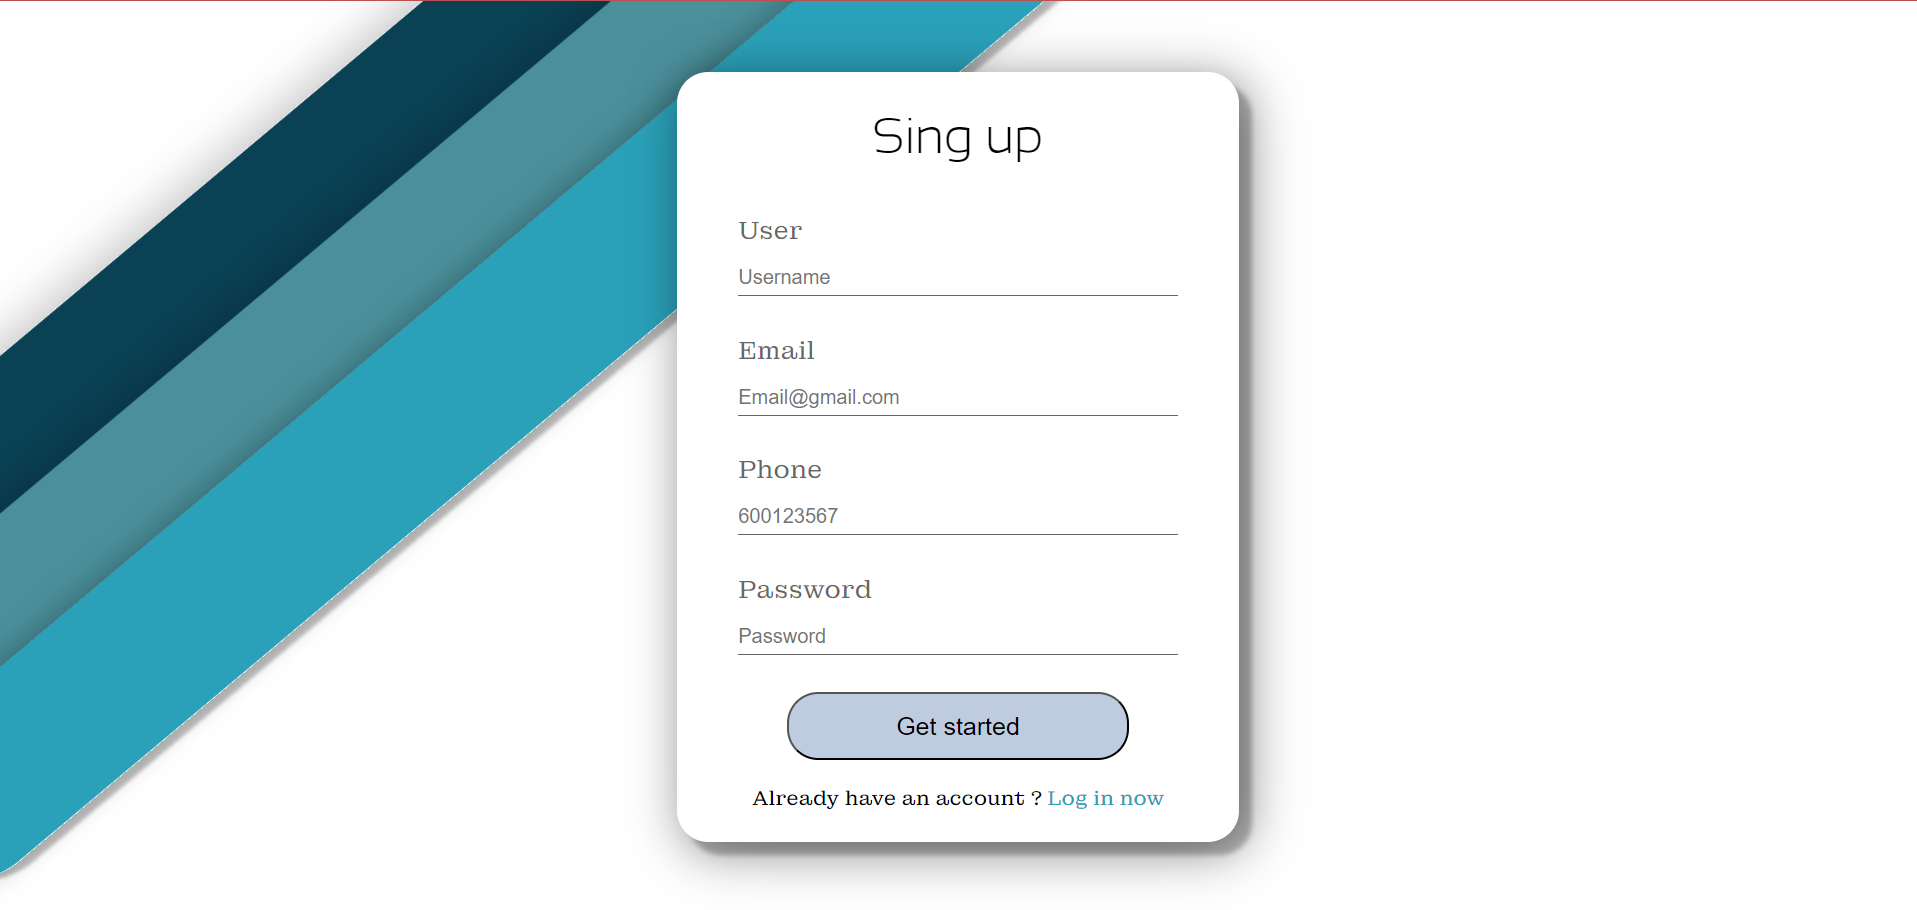 Sing up
User
Username
Email
Email@gmail.com
Phone
600123567
Password
Password
Get started
Already have an account ? Log in now